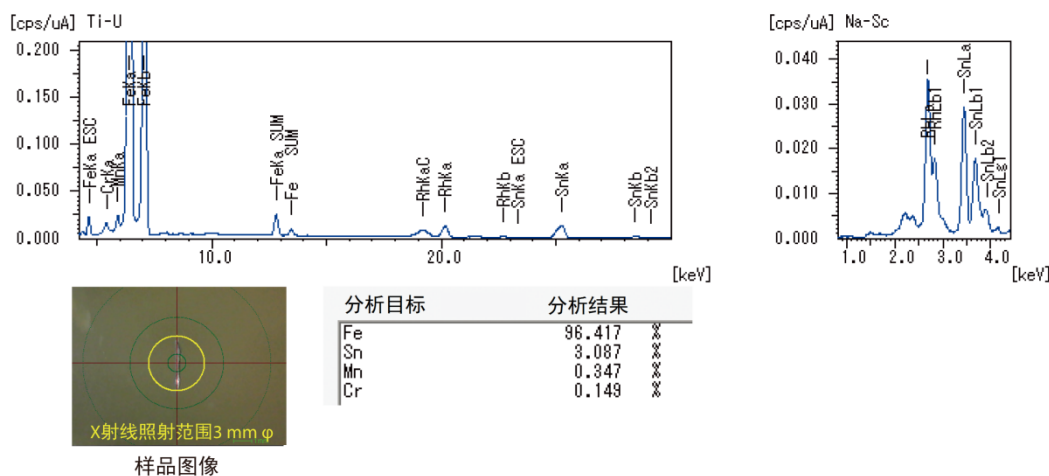 [cps/uA] Ti-U
0.200
0.150
0.100
0.050
0.000
FeKa ESC
CrKa
MnKa
FeKa
FeKb
FeKa SUM
Fe SUM
RhKaC
RhKa
RhKb
SnKa ESC
SnKa
SnKb
SnKb2
10.0 20.0
[keV]
[cps/uA] Na-Sc
0.040
0.030
0.020
0.010
0.000
RhLa
RhLb1
SnLa
SnLb1
SnLb2
SnLg1
1.0 2.0 3.0 4.0
[keV]
X射线照射范围3 mm φ
样品图像
分析目标 分析结果
Fe 96.417 %
Sn 3.087 %
Mn 0.347 %
Cr 0.149 %